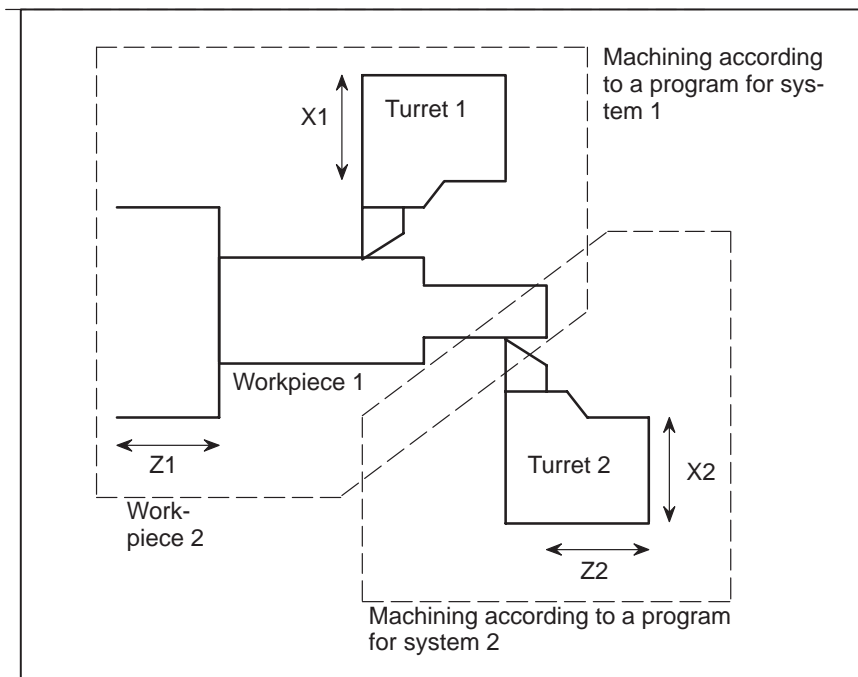 Machining according
to a program for sys-
tem 1
X1
Turret 1
Workpiece 1
Z1
Turret 2
X2
Work-
piece 2
Z2
Machining according to a program
for system 2